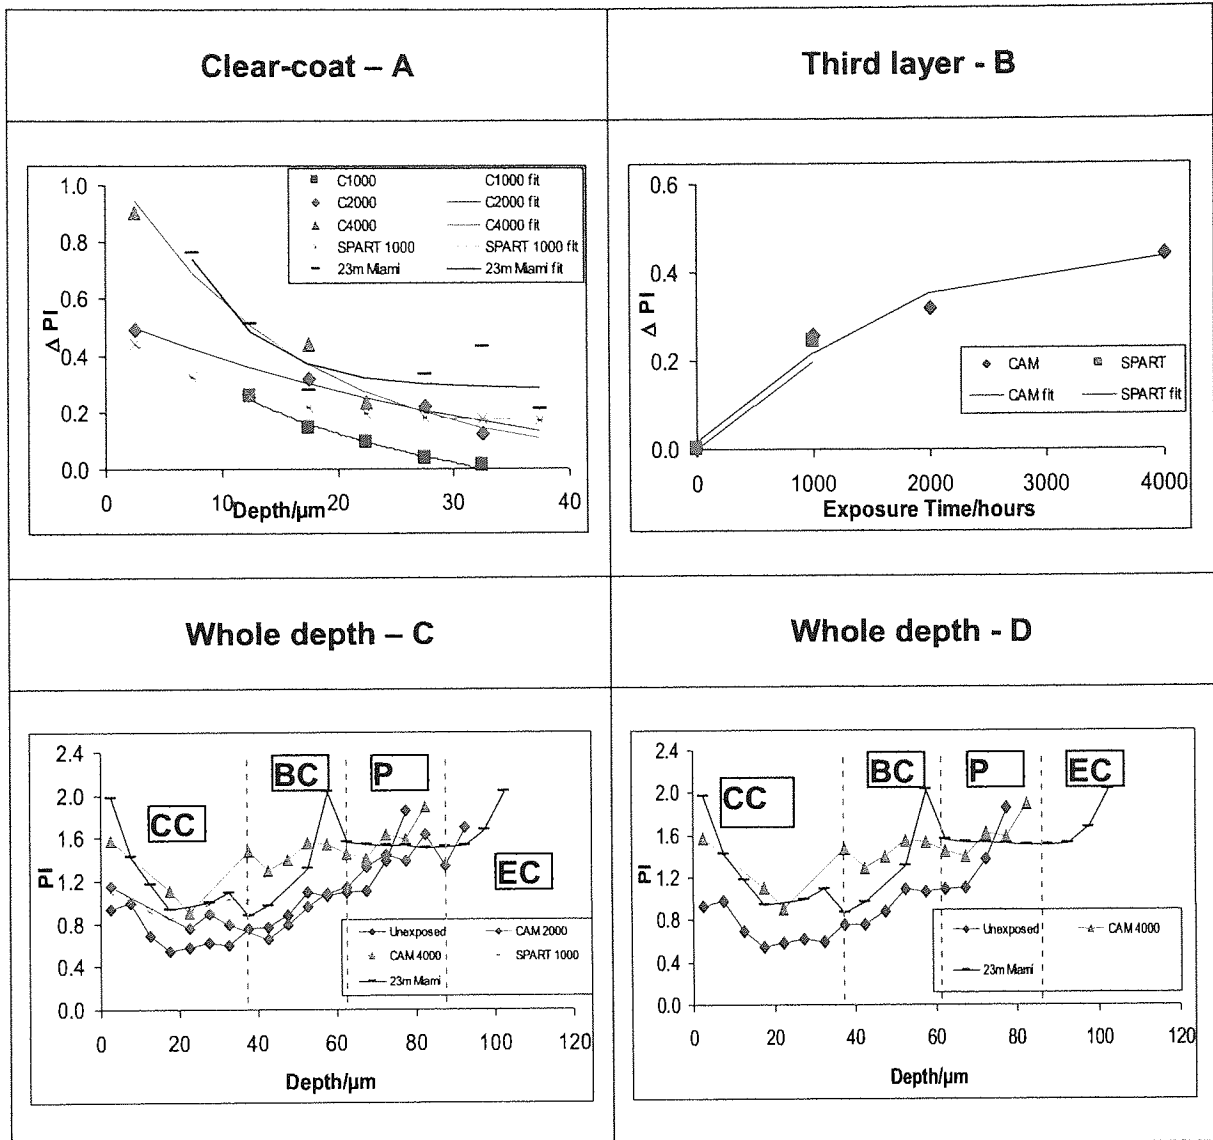 Clear-coat – A
Third layer - B
C1000
C1000 fit
C2000
C2000 fit
C4000
C4000 fit
SPART 1000
SPART 1000 fit
23m Miami
23m Miami fit
1.0
0.8
0.6
0.4
0.2
0.0
Δ PI
0
10
20
30
40
Depth/µm
0.6
0.4
0.2
0.0
Δ PI
CAM
SPART
CAM fit
SPART fit
0
1000
2000
3000
4000
Exposure Time/hours
Whole depth – C
Whole depth - D
2.4
2.0
1.6
1.2
0.8
0.4
0.0
PI
CC
BC
P
EC
Unexposed
CAM 2000
CAM 4000
SPART 1000
23m Miami
0
20
40
60
80
100
120
Depth/µm
2.4
2.0
1.6
1.2
0.8
0.4
0.0
PI
CC
BC
P
EC
Unexposed
CAM 4000
23m Miami
0
20
40
60
80
100
120
Depth/µm